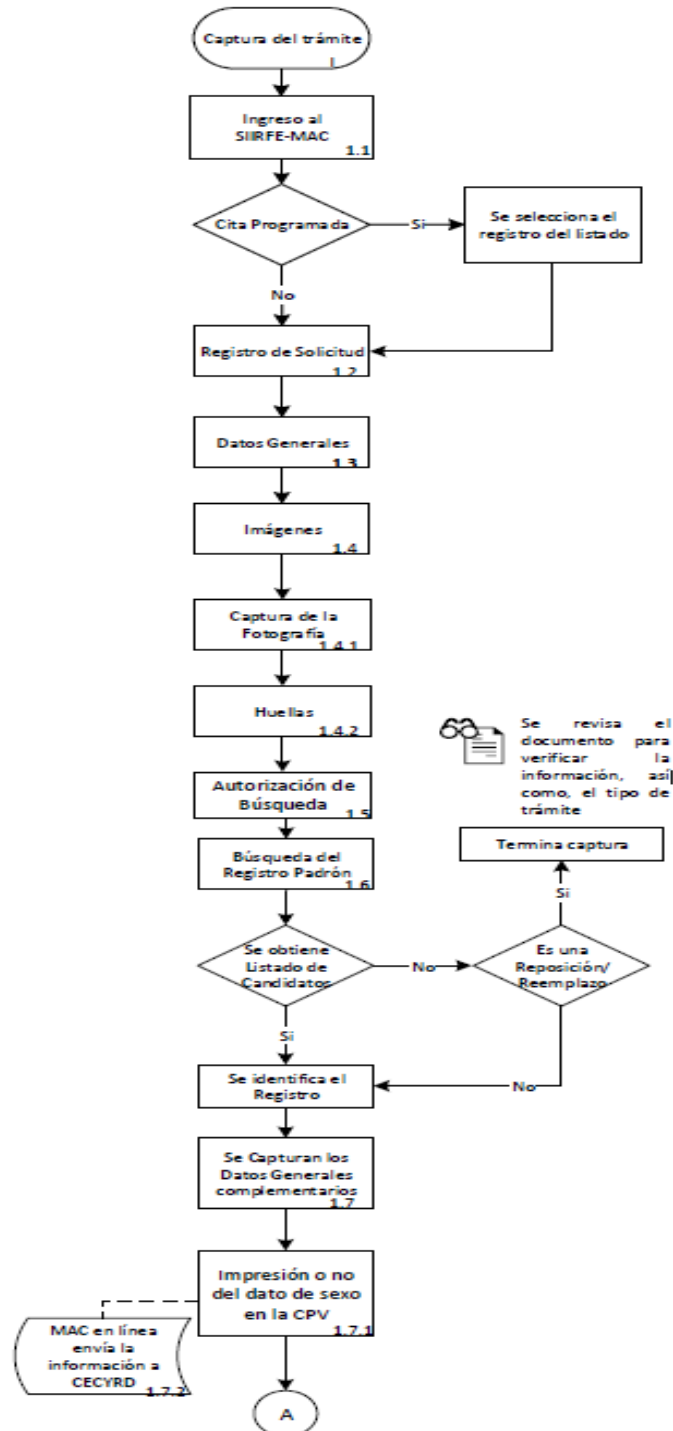 Captura del trámite
I
Ingreso al
SIIRFE-MAC
1.1
Cita Programada
Si
Se selecciona el
registro del listado
No
Registro de Solicitud
1.2
Datos Generales
1.3
Imágenes
1.4
Captura de la
Fotografía
1.4.1
Huellas
1.4.2
Se revisa el
documento para
verificar la
información, así
como, el tipo de
trámite
Autorización de
Búsqueda
1.5
Búsqueda del
Registro Padrón
1.6
Termina captura
Si
Se obtiene
Listado de
Candidatos
No
Es una
Reposición/
Reemplazo
Si
No
Se identifica el
Registro
Se Capturan los
Datos Generales
complementarios
1.7
Impresión o no
del dato de sexo
en la CPV
1.7.1
MAC en línea
envía la
información a
CECYRD
1.7.2
A